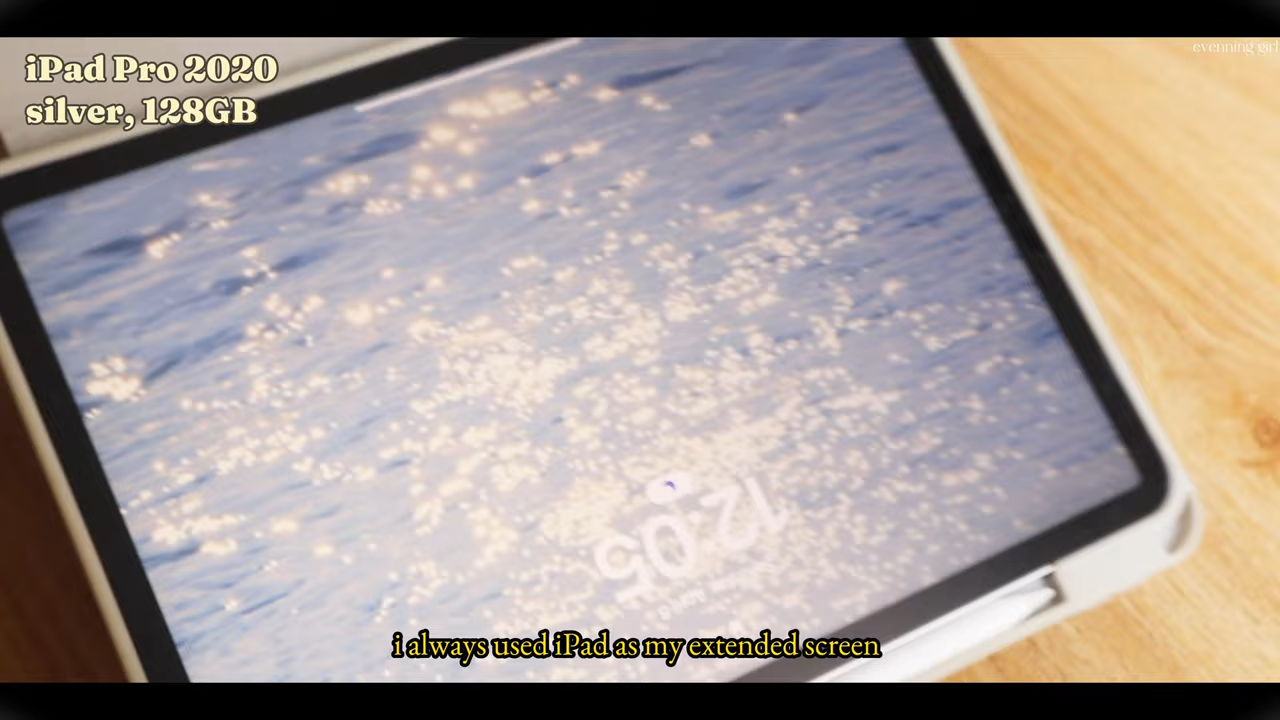 iPad Pro 2020
silver, 128GB
evenning girl
12:05
i always used iPad as my extended screen